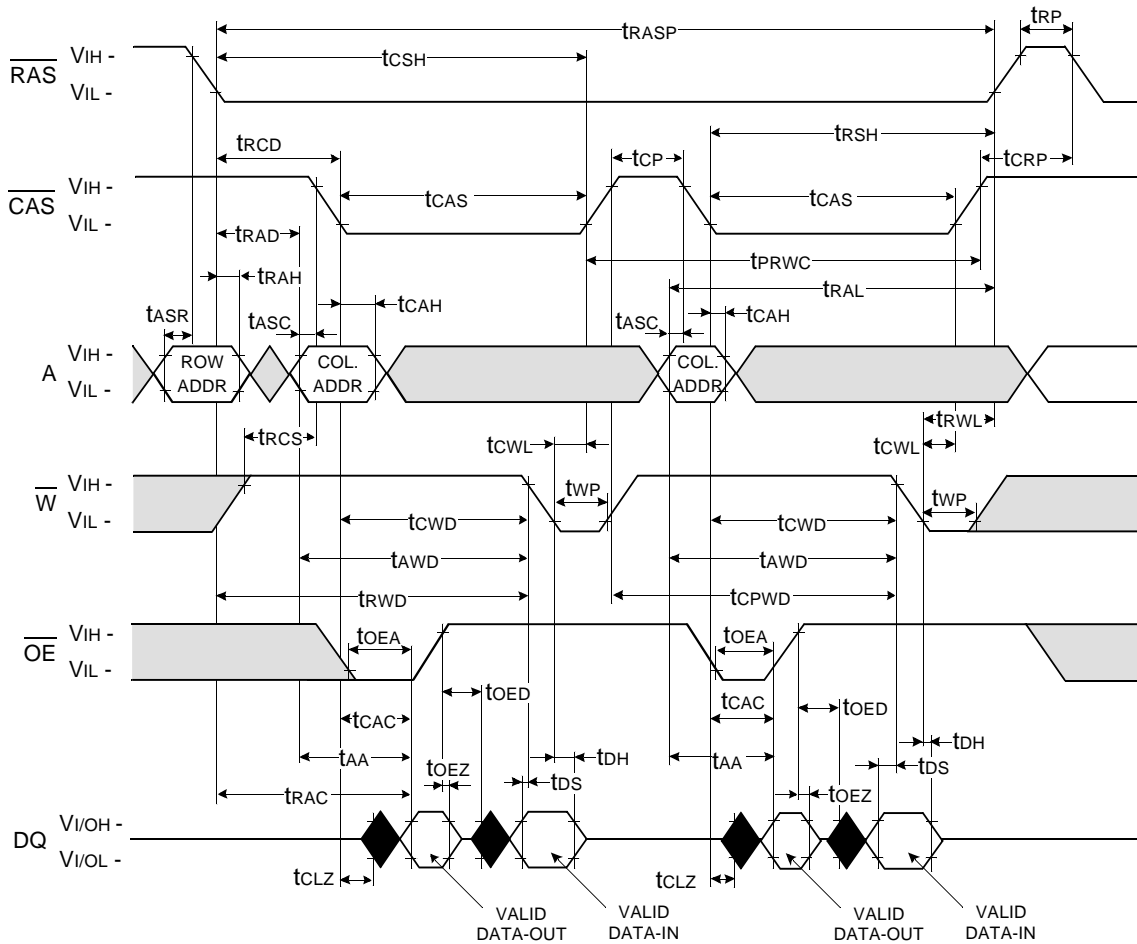 tRP
tRASP
tCSH
RAS
VIH -
VIL -
tRCD
tRSH
tCP
tCRP
CAS
VIH -
VIL -
tCAS
tCAS
tRAD
tPRWC
tRAH
tRAL
tASR
tASC
tCAH
tASC
tCAH
A
VIH -
VIL -
ROW
ADDR
COL.
ADDR
COL.
ADDR
tRCS
tCWL
tRWL
tCWL
W
VIH -
VIL -
tWP
tWP
tCWD
tCWD
tAWD
tAWD
tRWD
tCPWD
OE
VIH -
VIL -
tOEA
tOEA
tOED
tOED
tCAC
tCAC
tAA
tDH
tAA
tDH
tOEZ
tDS
tDS
tRAC
tOEZ
DQ
VI/OH -
VI/OL -
tCLZ
tCLZ
VALID
DATA-OUT
VALID
DATA-IN
VALID
DATA-OUT
VALID
DATA-IN